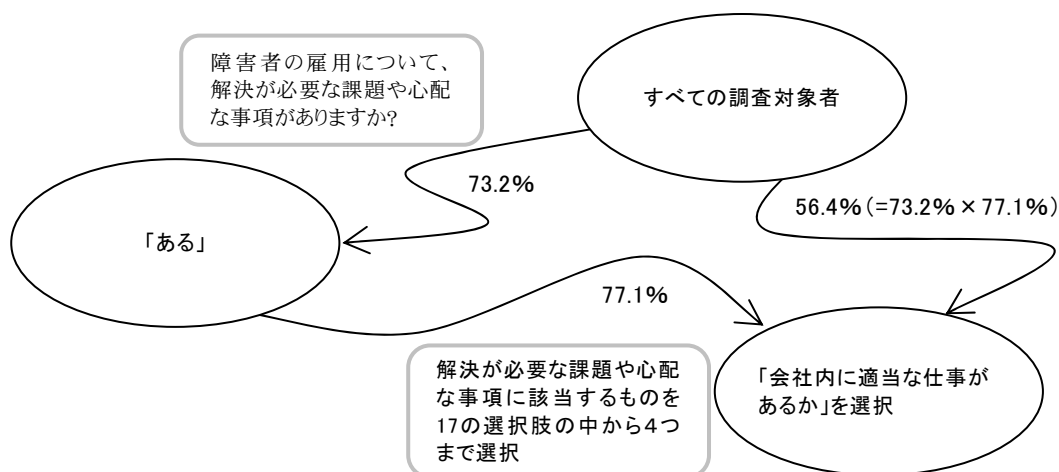 障害者の雇用について、
解決が必要な課題や心配
な事項がありますか?
すべての調査対象者
73.2%
56.4%(=73.2%×77.1%)
「ある」
77.1%
解決が必要な課題や心配
な事項に該当するものを
17の選択肢の中から4つ
まで選択
「会社内に適当な仕事が
あるか」を選択